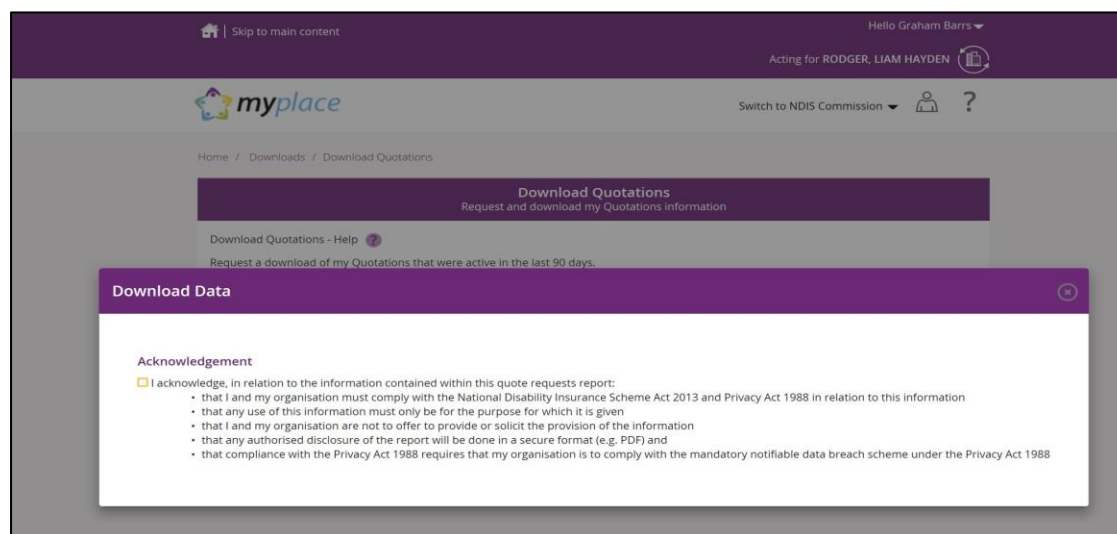 | Skip to main content
Hello Graham Barrs
Acting for RODGER, LIAM HAYDEN
myplace
Switch to NDIS Commission
?
Home / Downloads / Download Quotations
Download Quotations
Request and download my Quotations information
Download Quotations - Help ?
Request a download of my Quotations that were active in the last 90 days.
Download Data
Acknowledgement
I acknowledge, in relation to the information contained within this quote requests report:
• that I and my organisation must comply with the National Disability Insurance Scheme Act 2013 and Privacy Act 1988 in relation to this information
• that any use of this information must only be for the purpose for which it is given
• that I and my organisation are not to offer to provide or solicit the provision of the information
• that any authorised disclosure of the report will be done in a secure format (e.g. PDF) and
• that compliance with the Privacy Act 1988 requires that my organisation is to comply with the mandatory notifiable data breach scheme under the Privacy Act 1988